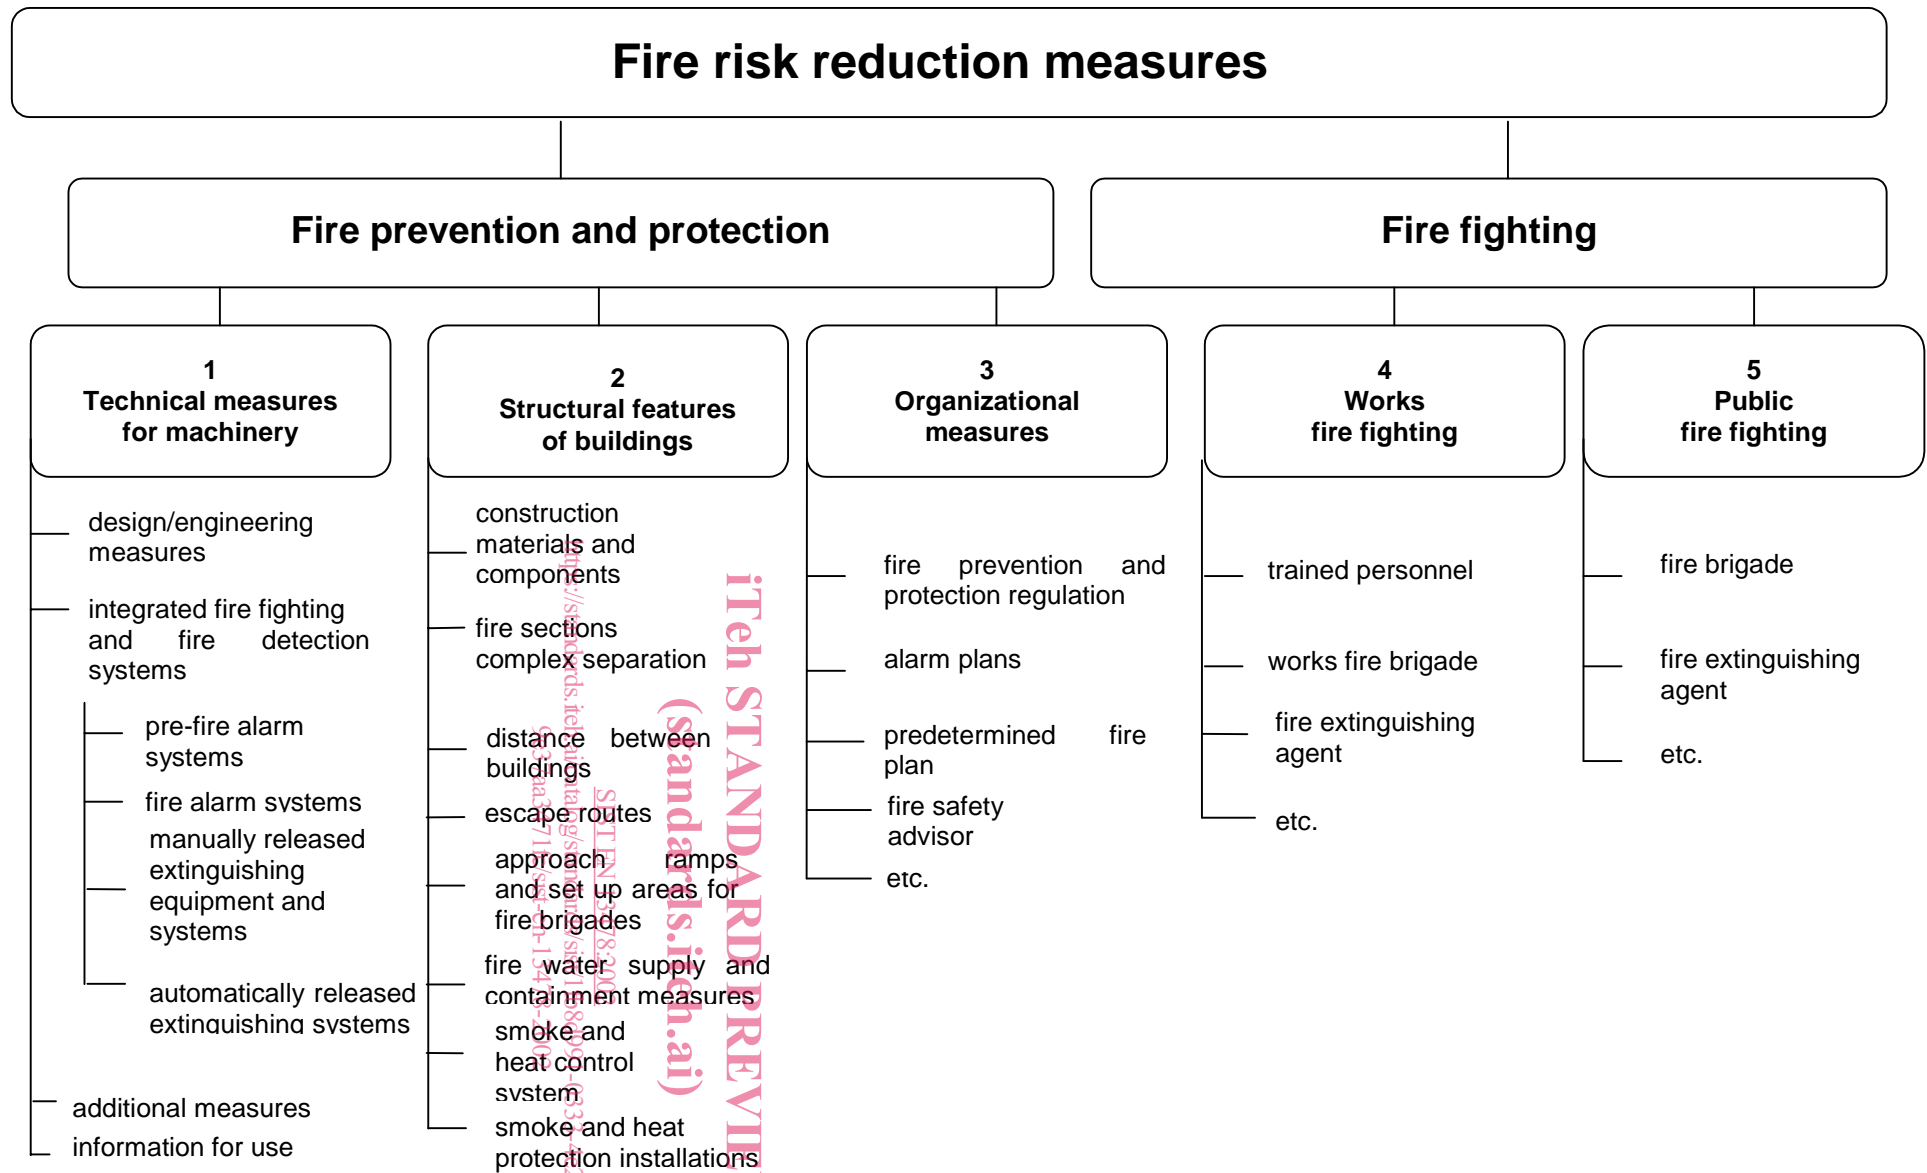 Fire risk reduction measures
Fire prevention and protection
Fire fighting
1
Technical measures
for machinery
design/engineering
measures
integrated fire fighting
and fire detection
systems
pre-fire alarm
systems
fire alarm systems
manually released
extinguishing
equipment and
systems
automatically released
extinguishing systems
additional measures
information for use
2
Structural features
of buildings
construction
materials and
components
fire sections
complex separation
distance between
buildings
escape routes
approach ramps
and set up areas for
fire brigades
fire water supply and
containment measures
smoke and
heat control
system
smoke and heat
protection installations
3
Organizational
measures
fire prevention and
protection regulation
alarm plans
predetermined fire
plan
fire safety
advisor
etc.
4
Works
fire fighting
trained personnel
works fire brigade
fire extinguishing
agent
etc.
5
Public
fire fighting
fire brigade
fire extinguishing
agent
etc.
iTeh STANDARD PREVIE
(standards.iteh.ai)
SIST EN 13478:2002